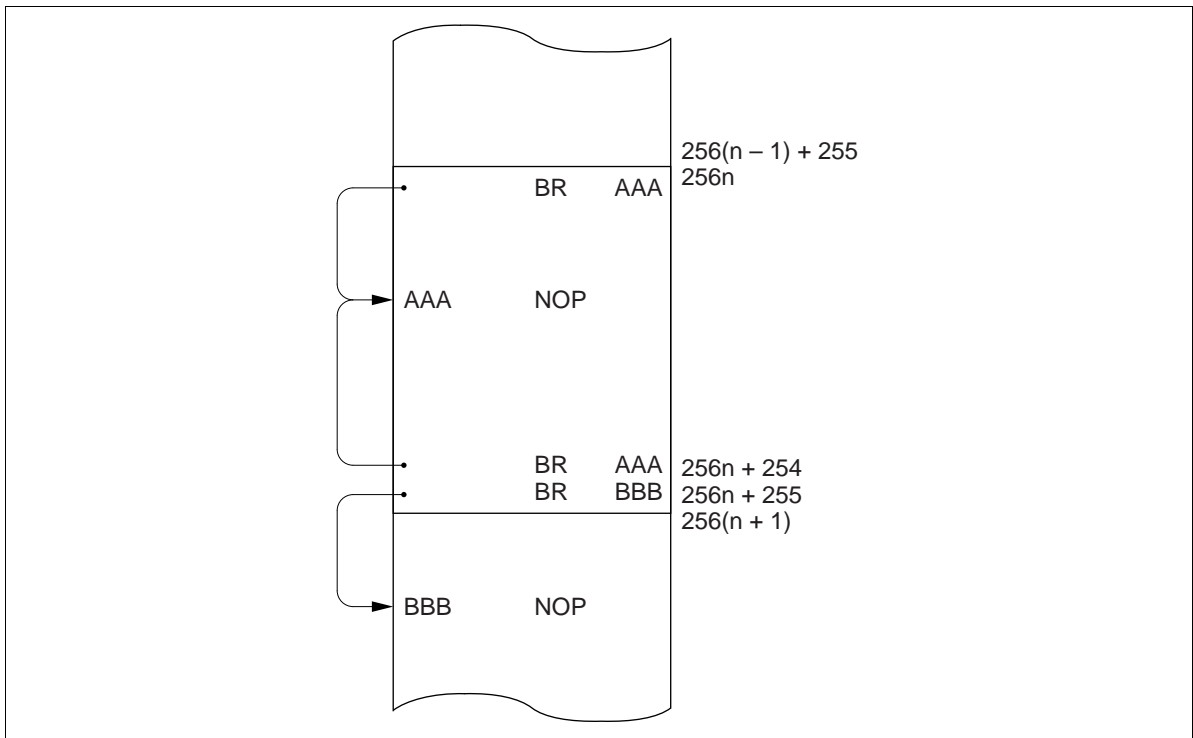 256(n – 1) + 255
256n
BR AAA
AAA NOP
BR AAA 256n + 254
BR BBB 256n + 255
256(n + 1)
BBB NOP